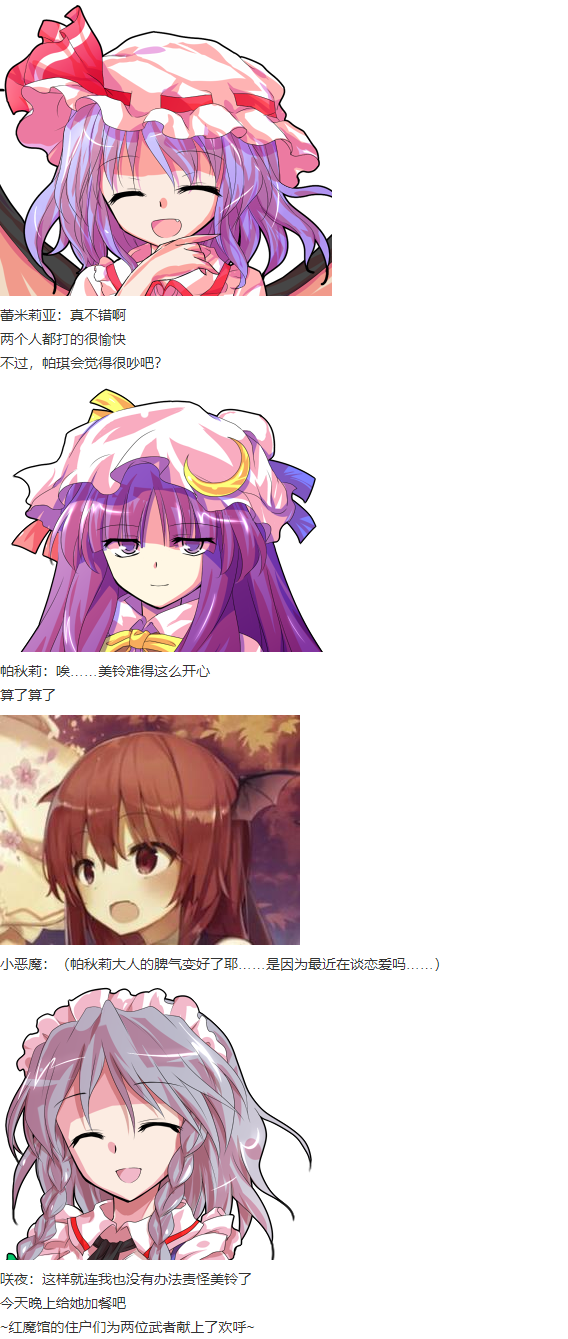 蕾米莉亚：真不错啊
两个人都打的很愉快
不过，帕琪会觉得很吵吧？
帕秋莉：唉……美铃难得这么开心
算了算了
小恶魔：（帕秋莉大人的脾气变好了耶……是因为最近在谈恋爱吗……）
咲夜：这样就连我也没有办法责怪美铃了
今天晚上给她加餐吧
~红魔馆的住户们为两位武者献上了欢呼~